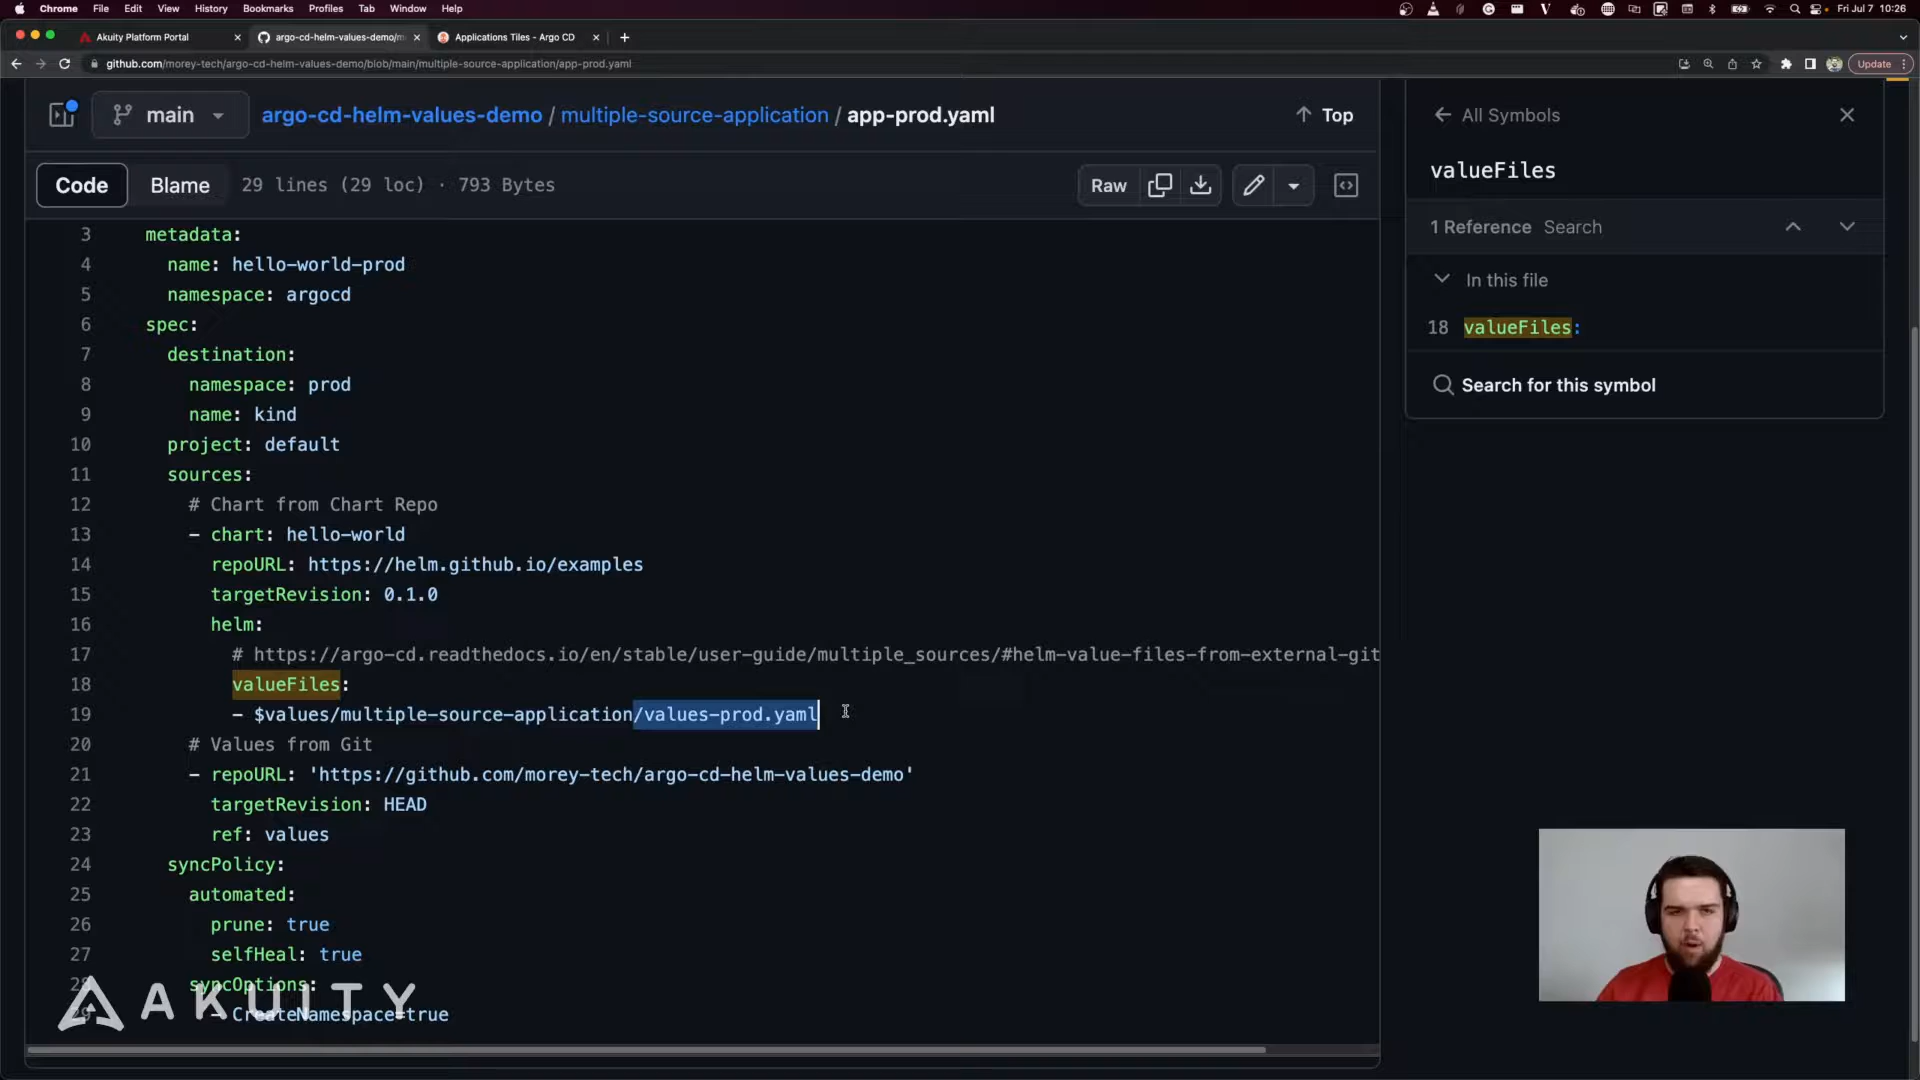 Chrome File Edit View History Bookmarks Profiles Tab Window Help Fri Jul 7 10:26
Akuity Platform Portal argo-cd-helm-values-demo/m Applications Tiles - Argo CD
github.com/morey-tech/argo-cd-helm-values-demo/blob/main/multiple-source-application/app-prod.yaml Update
main argo-cd-helm-values-demo / multiple-source-application / app-prod.yaml Top
Code Blame 29 lines (29 loc) · 793 Bytes Raw
3 metadata:
4 name: hello-world-prod
5 namespace: argocd
6 spec:
7 destination:
8 namespace: prod
9 name: kind
10 project: default
11 sources:
12 # Chart from Chart Repo
13 - chart: hello-world
14 repoURL: https://helm.github.io/examples
15 targetRevision: 0.1.0
16 helm:
17 # https://argo-cd.readthedocs.io/en/stable/user-guide/multiple_sources/#helm-value-files-from-external-git
18 valueFiles:
19 - $values/multiple-source-application/values-prod.yaml
20 # Values from Git
21 - repoURL: 'https://github.com/morey-tech/argo-cd-helm-values-demo'
22 targetRevision: HEAD
23 ref: values
24 syncPolicy:
25 automated:
26 prune: true
27 selfHeal: true
28 syncOptions:
29 - CreateNamespace=true
AKUITY
All Symbols
valueFiles
1 Reference Search
In this file
18 valueFiles:
Search for this symbol